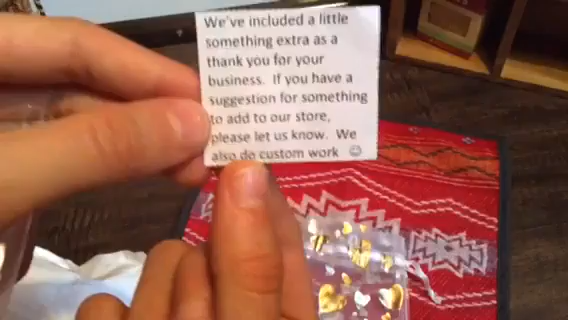 We've included a little
something extra as a
thank you for your
business. If you have a
suggestion for something
to add to our store,
please let us know. We
also do custom work ☺